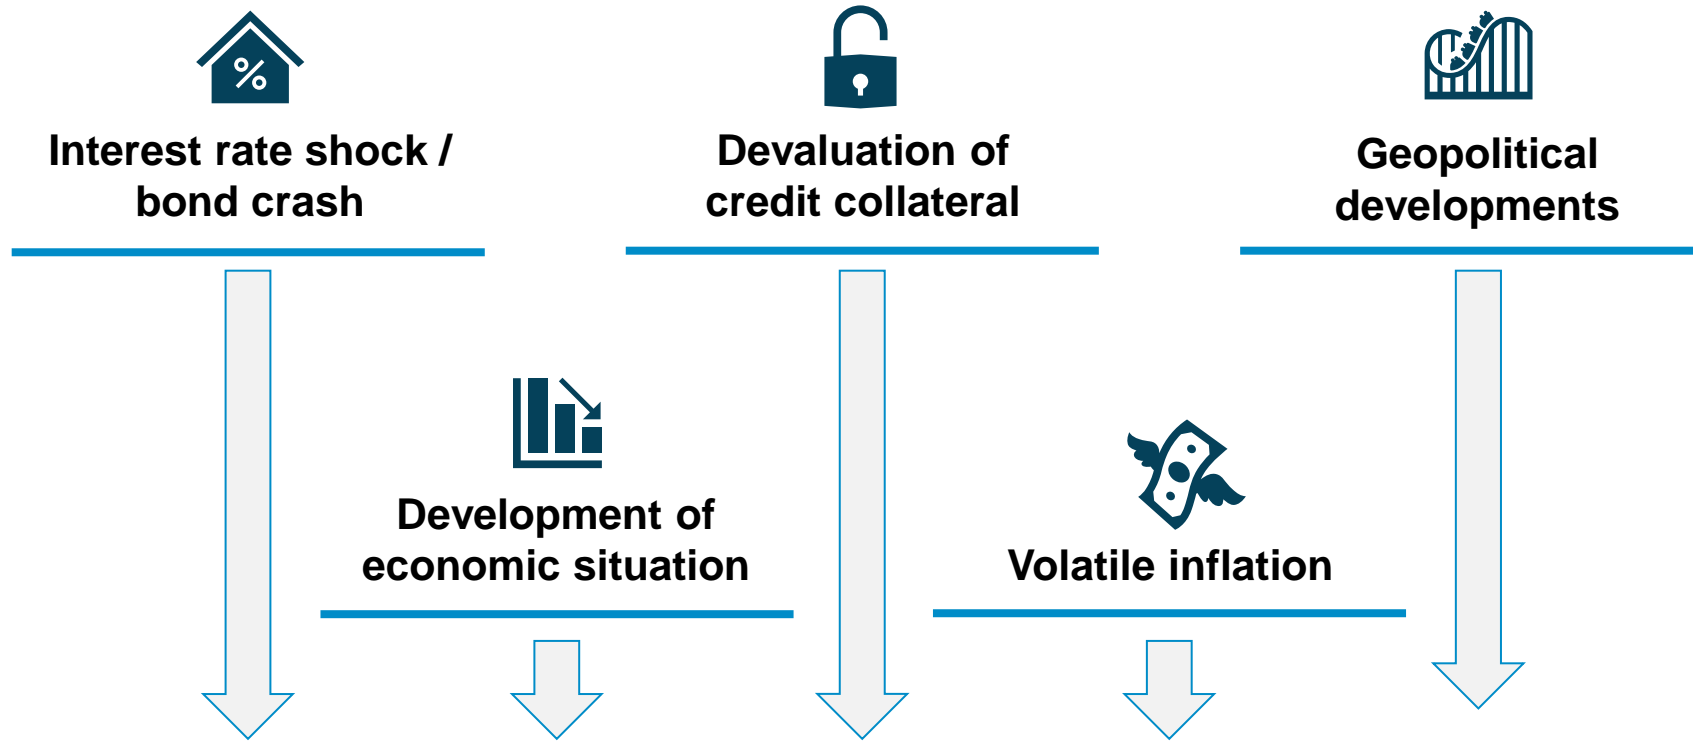 Interest rate shock /
bond crash
Devaluation of
credit collateral
Geopolitical
developments
Development of
economic situation
Volatile inflation
%